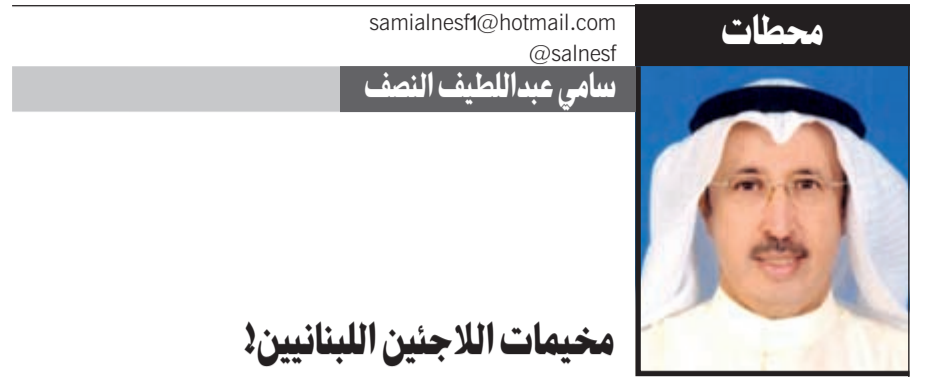 محطات
samialnesf1@hotmail.com
@salnesf
سامي عبداللطيف النصف
مخيمات اللاجئين اللبنانيين!